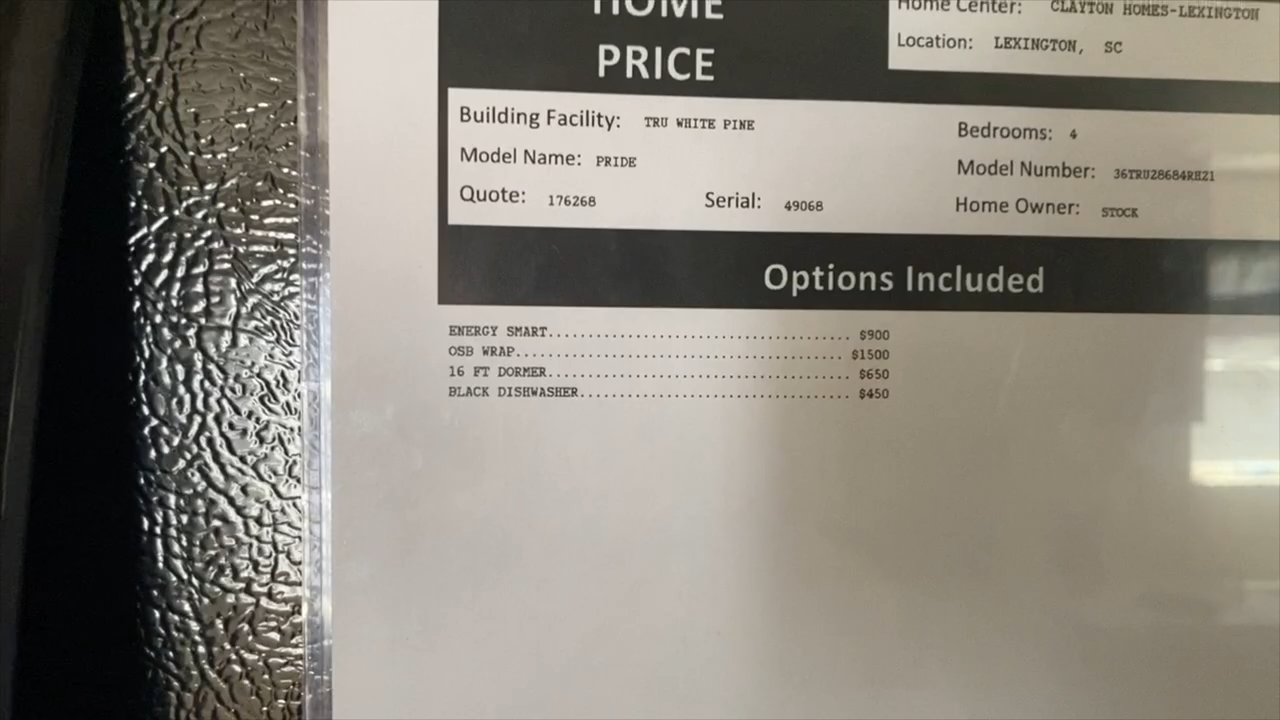 HOME
PRICE
Home Center: CLAYTON HOMES-LEXINGTON
Location: LEXINGTON, SC
Building Facility: TRU WHITE PINE
Bedrooms: 4
Model Name: PRIDE
Model Number: 36TRU28684RH21
Quote: 176268
Serial: 49068
Home Owner: STOCK
Options Included
ENERGY SMART..................................... $900
OSB WRAP........................................ $1500
16 FT DORMER..................................... $650
BLACK DISHWASHER................................. $450